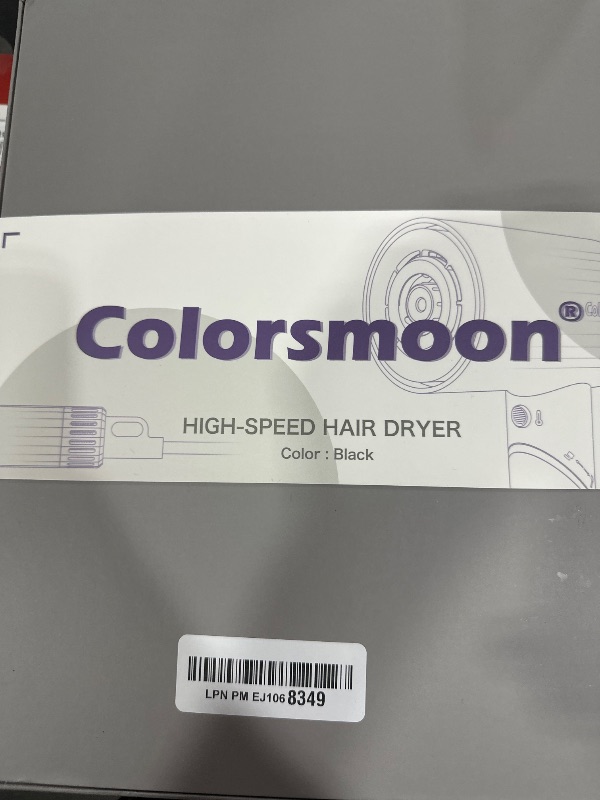 Colorsmoon®
HIGH-SPEED HAIR DRYER
Color : Black
LPN PM EJ106 8349